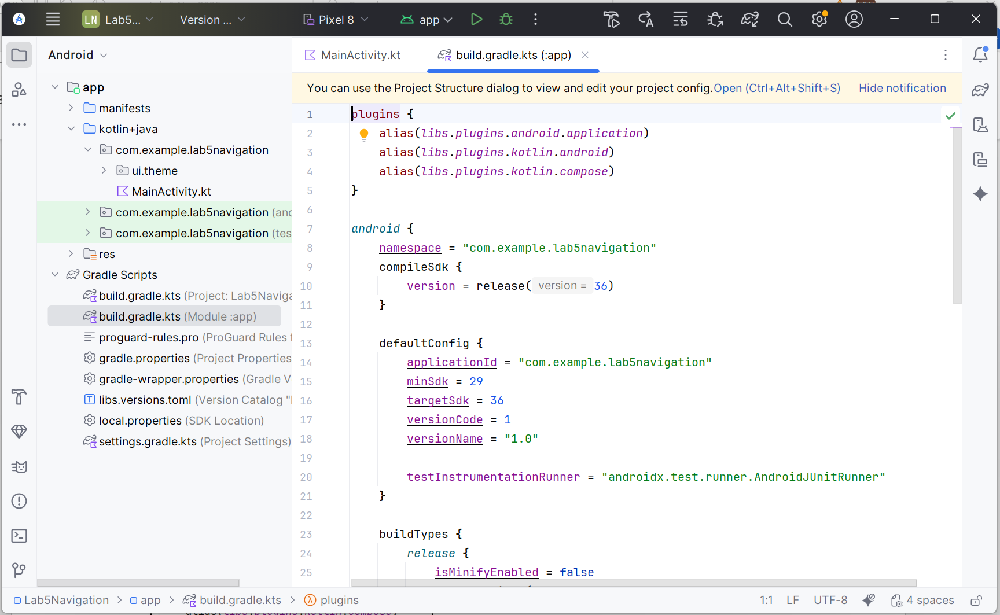 LN Lab5... Version ... Pixel 8 app
Android
app
manifests
kotlin+java
com.example.lab5navigation
ui.theme
MainActivity.kt
com.example.lab5navigation (anc
com.example.lab5navigation (tes
res
Gradle Scripts
build.gradle.kts (Project: Lab5Naviga
build.gradle.kts (Module :app)
proguard-rules.pro (ProGuard Rules f
gradle.properties (Project Properties
gradle-wrapper.properties (Gradle V
libs.versions.toml (Version Catalog "l
local.properties (SDK Location)
settings.gradle.kts (Project Settings)
MainActivity.kt build.gradle.kts (:app)
You can use the Project Structure dialog to view and edit your project config. Open (Ctrl+Alt+Shift+S) Hide notification
1 plugins {
2 alias(libs.plugins.android.application)
3 alias(libs.plugins.kotlin.android)
4 alias(libs.plugins.kotlin.compose)
5 }
6
7 android {
8 namespace = "com.example.lab5navigation"
9 compileSdk {
10 version = release( version = 36)
11 }
12
13 defaultConfig {
14 applicationId = "com.example.lab5navigation"
15 minSdk = 29
16 targetSdk = 36
17 versionCode = 1
18 versionName = "1.0"
19
20 testInstrumentationRunner = "androidx.test.runner.AndroidJUnitRunner"
21 }
22
23 buildTypes {
24 release {
25 isMinifyEnabled = false
Lab5Navigation > app > build.gradle.kts > plugins 1:1 LF UTF-8 4 spaces